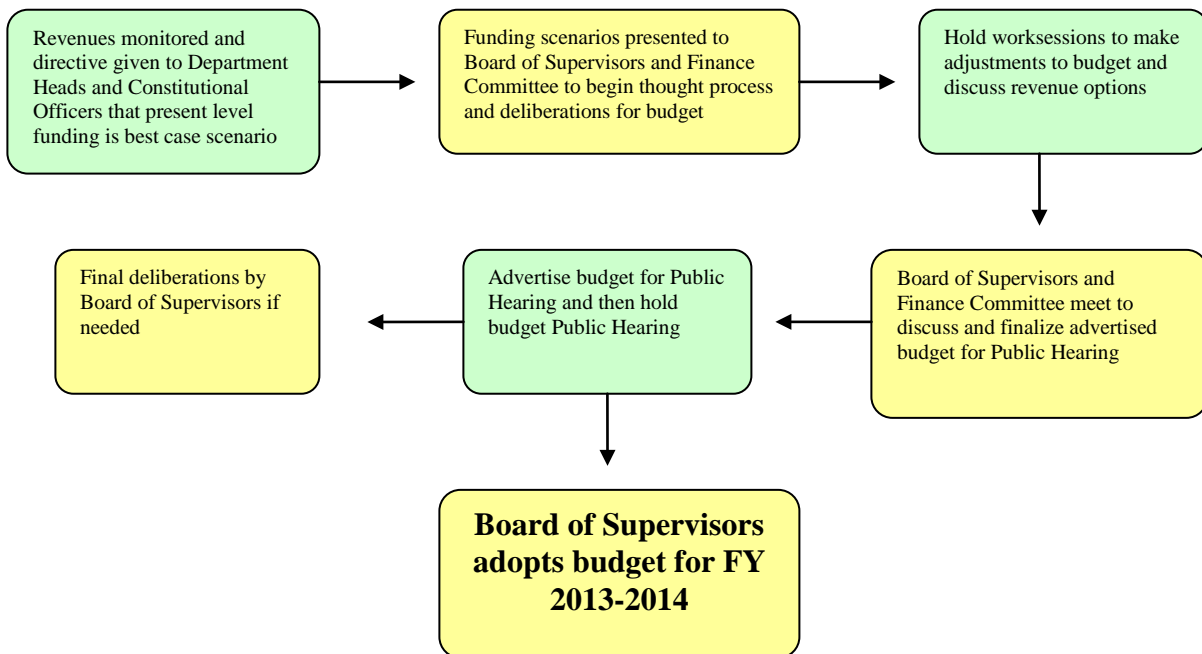 Revenues monitored and
directive given to Department
Heads and Constitutional
Officers that present level
funding is best case scenario
Funding scenarios presented to
Board of Supervisors and Finance
Committee to begin thought process
and deliberations for budget
Hold worksessions to make
adjustments to budget and
discuss revenue options
Board of Supervisors and
Finance Committee meet to
discuss and finalize advertised
budget for Public Hearing
Advertise budget for Public
Hearing and then hold
budget Public Hearing
Final deliberations by
Board of Supervisors if
needed
Board of Supervisors
adopts budget for FY
2013-2014